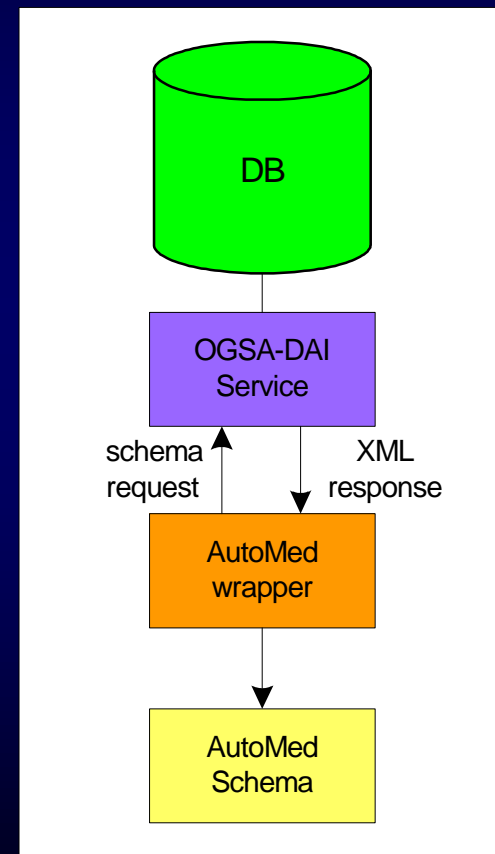 DB
OGSA-DAI
Service
schema
request
XML
response
AutoMed
wrapper
AutoMed
Schema